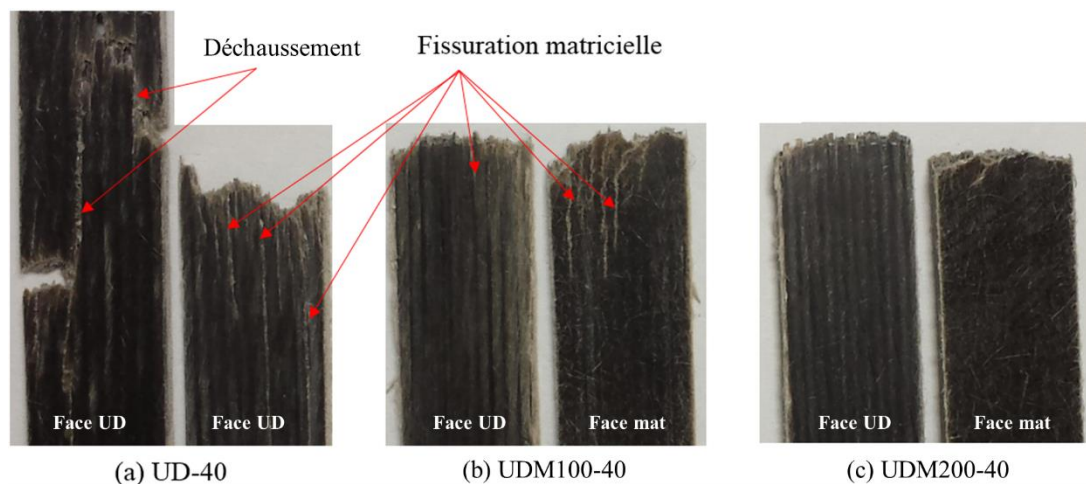 Déchaussement
Fissuration matricielle
Face UD
Face UD
Face UD
Face mat
Face UD
Face mat
(a) UD-40
(b) UDM100-40
(c) UDM200-40